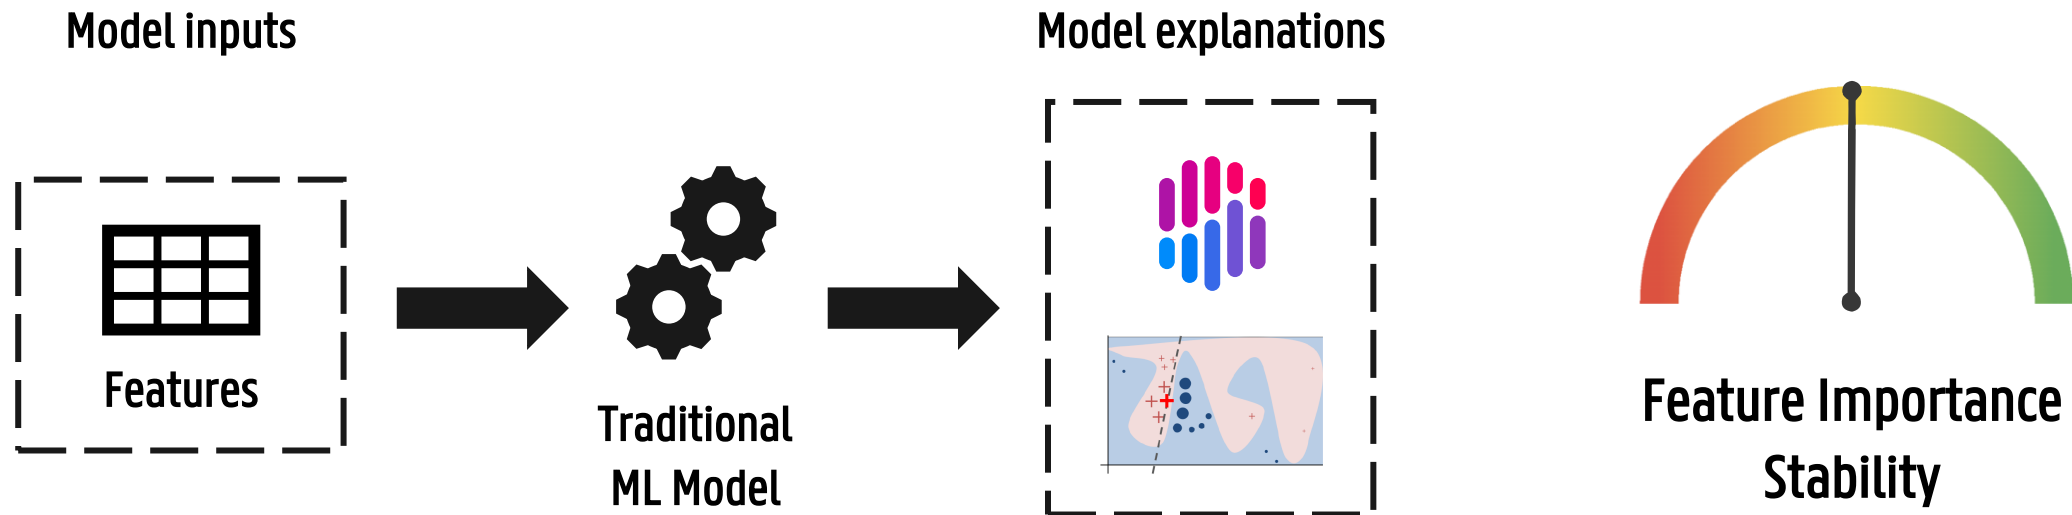 Model inputs
Model explanations
Features
Traditional
ML Model
Feature Importance
Stability